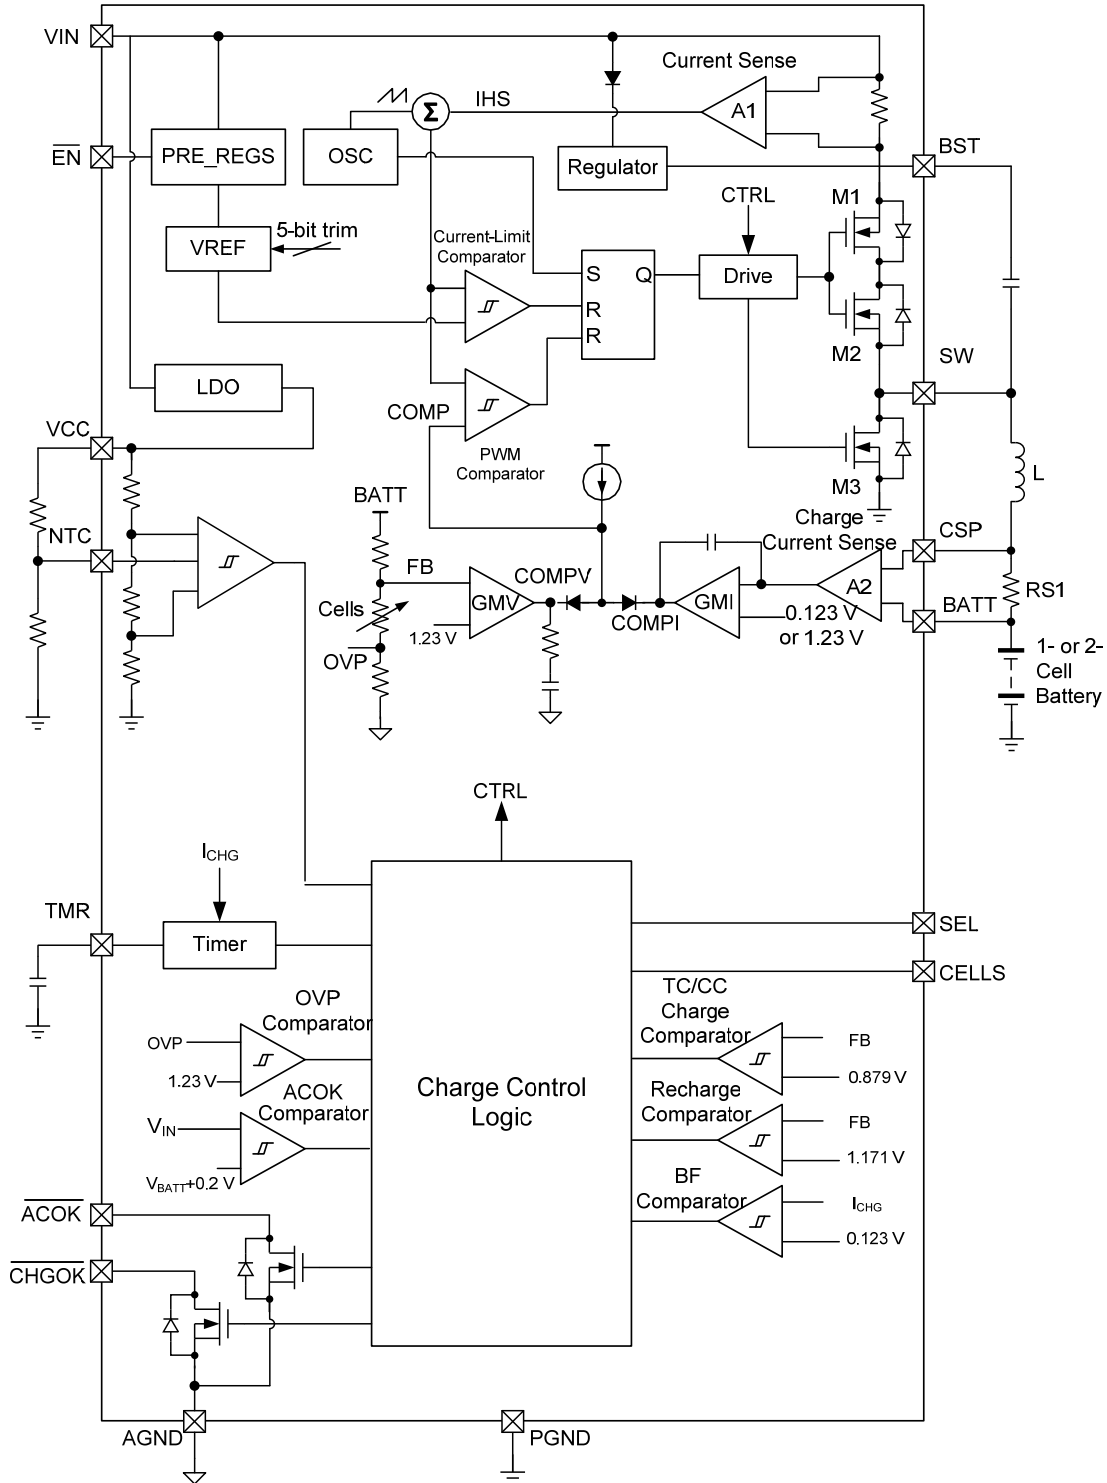 VIN
Current Sense
IHS
Σ
A1
EN
PRE_REGS
OSC
Regulator
BST
CTRL
M1
VREF
5-bit trim
Current-Limit
Comparator
S
Q
R
R
Drive
M2
SW
LDO
COMP
VCC
PWM
Comparator
M3
L
BATT
NTC
Charge
Current Sense
CSP
FB
COMPV
A2
Cells
GMV
GMI
RS1
1.23 V
COMPI
0.123 V
or 1.23 V
BATT
OVP
1- or 2-
Cell
Battery
CTRL
ICHG
TMR
Timer
SEL
CELLS
OVP
Comparator
TC/CC
Charge
Comparator
OVP
1.23 V
FB
0.879 V
ACOK
Comparator
Charge Control
Logic
Recharge
Comparator
VIN
VBATT+0.2 V
FB
1.171 V
BF
Comparator
ICHG
0.123 V
ACOK
CHGOK
AGND
PGND